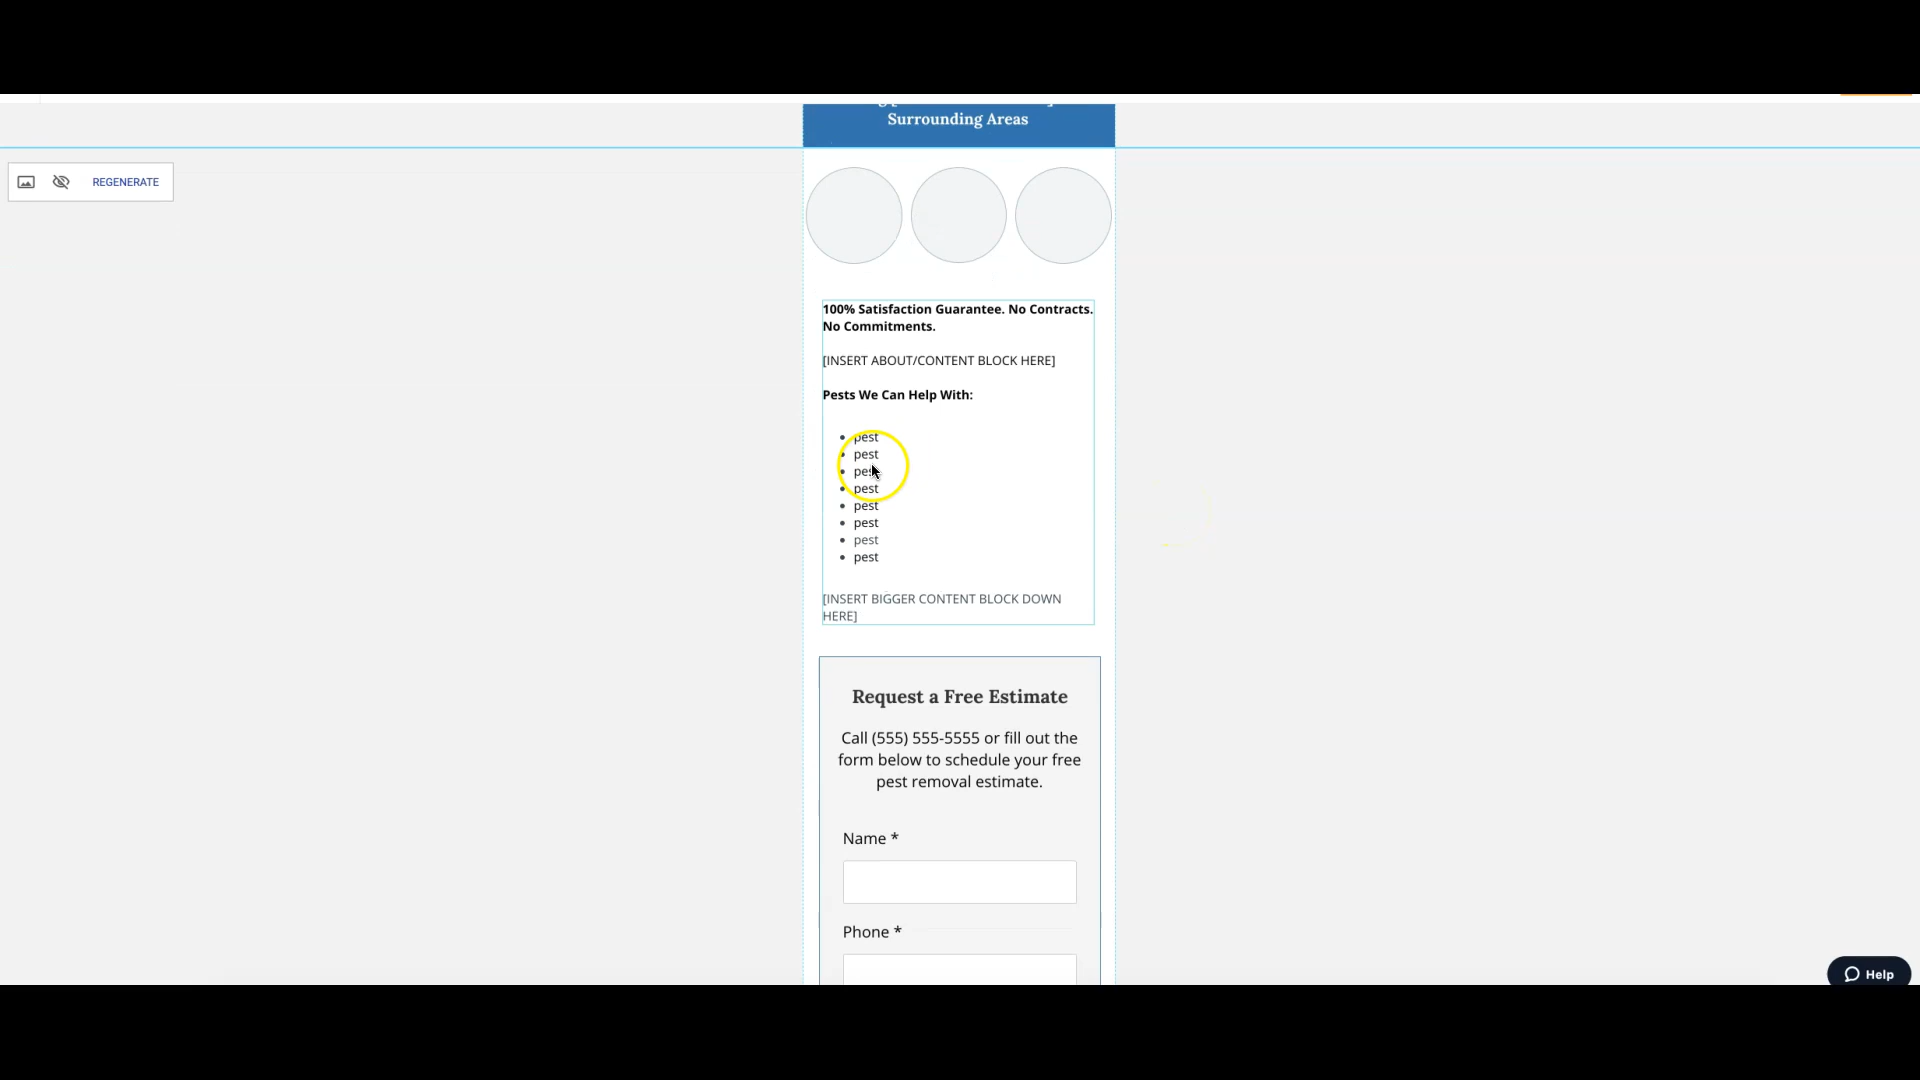 Surrounding Areas
REGENERATE
100% Satisfaction Guarantee. No Contracts.
No Commitments.
[INSERT ABOUT/CONTENT BLOCK HERE]
Pests We Can Help With:
pest
pest
pest
pest
pest
pest
pest
pest
[INSERT BIGGER CONTENT BLOCK DOWN
HERE]
Request a Free Estimate
Call (555) 555-5555 or fill out the
form below to schedule your free
pest removal estimate.
Name *
Phone *
Help